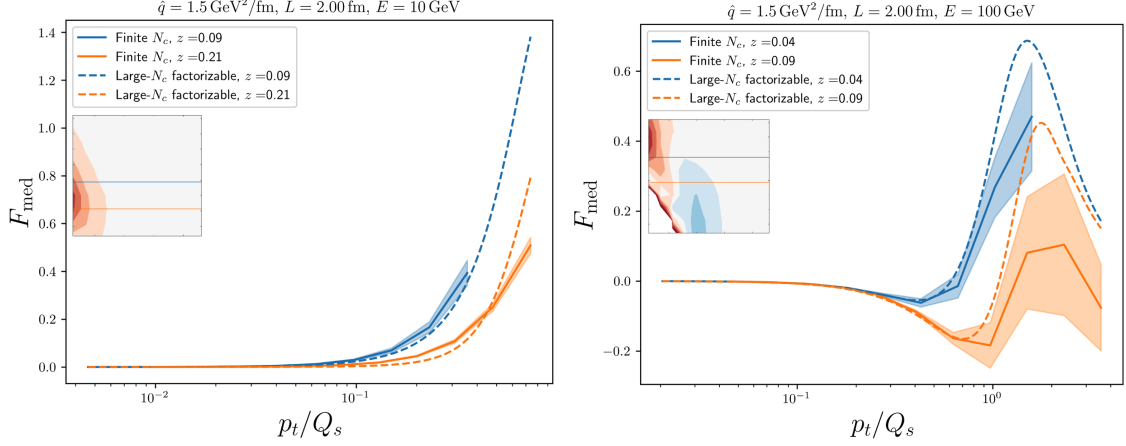 q̂ = 1.5 GeV²/fm, L = 2.00 fm, E = 10 GeV
Finite N_c, z =0.09
Finite N_c, z =0.21
Large-N_c factorizable, z =0.09
Large-N_c factorizable, z =0.21
F_med
1.4
1.2
1.0
0.8
0.6
0.4
0.2
0.0
10⁻²
10⁻¹
p_t/Q_s
q̂ = 1.5 GeV²/fm, L = 2.00 fm, E = 100 GeV
Finite N_c, z =0.04
Finite N_c, z =0.09
Large-N_c factorizable, z =0.04
Large-N_c factorizable, z =0.09
F_med
0.6
0.4
0.2
0.0
−0.2
10⁻¹
10⁰
p_t/Q_s